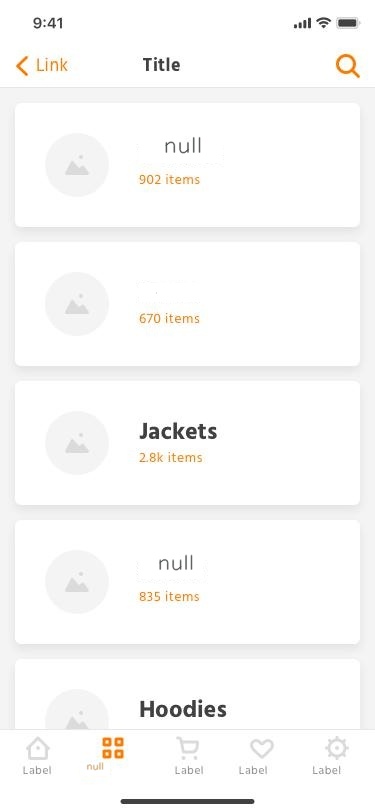 9:41
Link
Title
null
902 items
670 items
Jackets
2.8k items
null
835 items
Hoodies
Label
null
Label
Label
Label